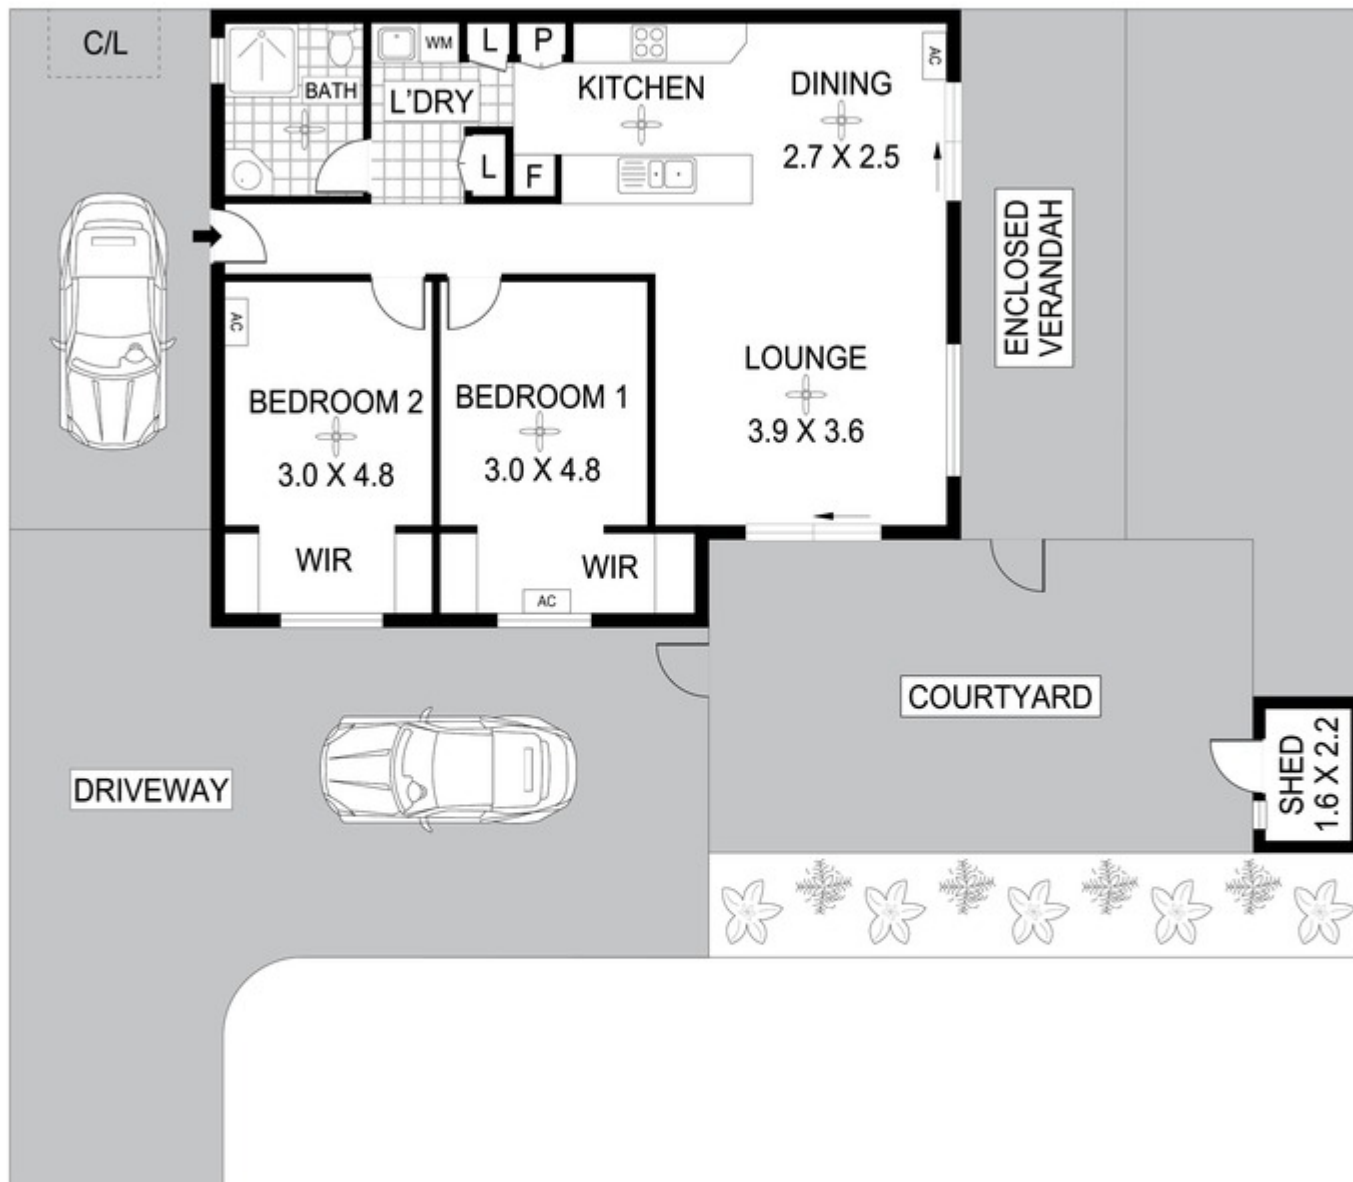 C/L
BATH
L'DRY
WM
L
P
L
F
KITCHEN
DINING
2.7 X 2.5
AC
ENCLOSED
VERANDAH
AC
BEDROOM 2
3.0 X 4.8
BEDROOM 1
3.0 X 4.8
LOUNGE
3.9 X 3.6
WIR
WIR
AC
COURTYARD
DRIVEWAY
SHED
1.6 X 2.2